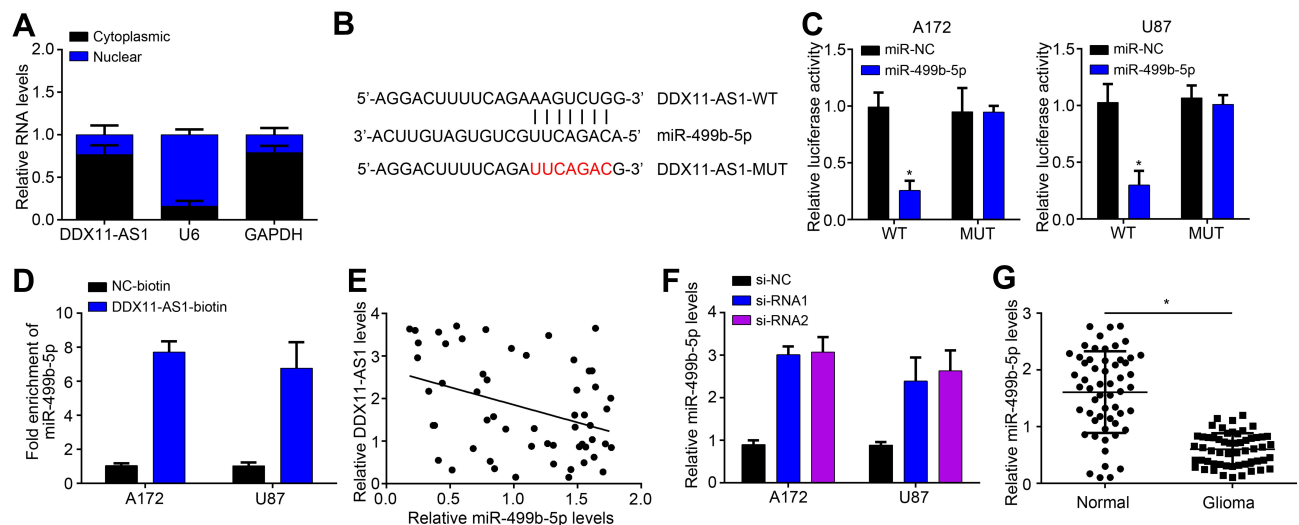 A
Cytoplasmic
Nuclear
Relative RNA levels
2.0
1.5
1.0
0.5
0.0
DDX11-AS1 U6 GAPDH
B
5'-AGGACUUUUCAGAAAGUCUGG-3' DDX11-AS1-WT
3'-ACUUGUAGUGUCGUUCAGACA-5' miR-499b-5p
5'-AGGACUUUUCAGAUUCAGACG-3' DDX11-AS1-MUT
C
A172
miR-NC
miR-499b-5p
Relative luciferase activity
1.5
1.0
0.5
0.0
*
WT MUT
U87
miR-NC
miR-499b-5p
Relative luciferase activity
1.5
1.0
0.5
0.0
*
WT MUT
D
NC-biotin
DDX11-AS1-biotin
Fold enrichment of
miR-499b-5p
10
8
6
4
2
0
A172 U87
E
Relative DDX11-AS1 levels
4
3
2
1
0
0.0 0.5 1.0 1.5 2.0
Relative miR-499b-5p levels
F
si-NC
si-RNA1
si-RNA2
Relative miR-499b-5p levels
4
3
2
1
0
A172 U87
G
Relative miR-499b-5p levels
3
2
1
0
*
Normal Glioma